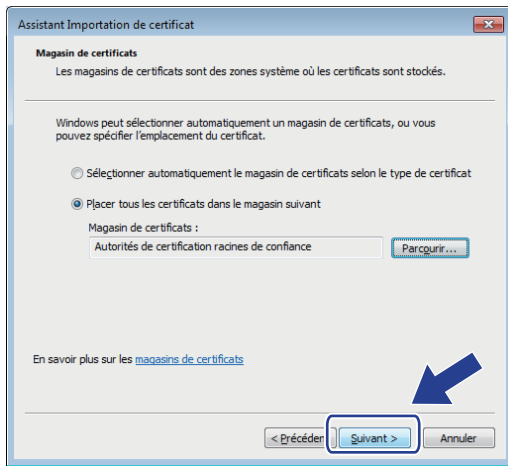 Assistant Importation de certificat
Magasin de certificats
Les magasins de certificats sont des zones système où les certificats sont stockés.
Windows peut sélectionner automatiquement un magasin de certificats, ou vous
pouvez spécifier l'emplacement du certificat.
Sélectionner automatiquement le magasin de certificats selon le type de certificat
Placer tous les certificats dans le magasin suivant
Magasin de certificats :
Autorités de certification racines de confiance
Parcourir...
En savoir plus sur les magasins de certificats
< Précéden Suivant > Annuler